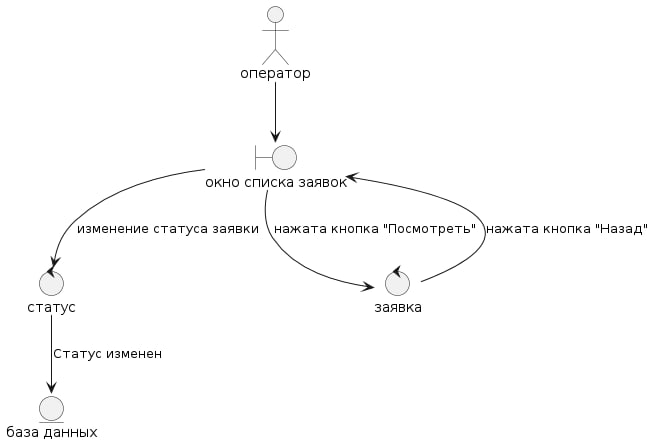 оператор
окно списка заявок
изменение статуса заявки
нажата кнопка "Посмотреть"
нажата кнопка "Назад"
статус
заявка
Статус изменен
база данных